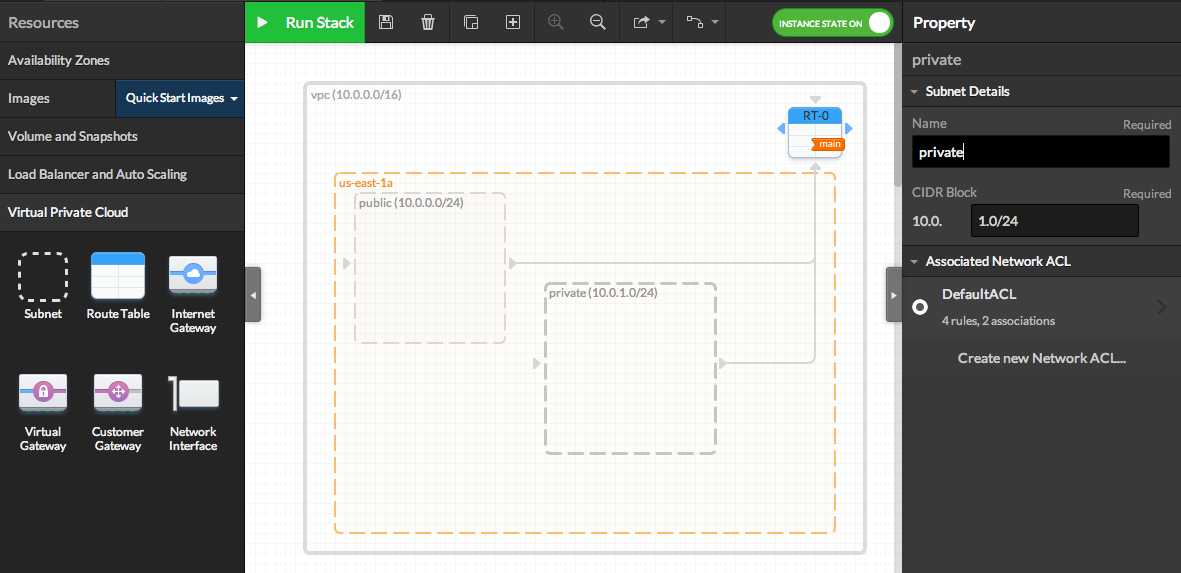 Resources
Availability Zones
Images
Quick Start Images
Volume and Snapshots
Load Balancer and Auto Scaling
Virtual Private Cloud
Subnet
Route Table
Internet
Gateway
Virtual
Gateway
Customer
Gateway
Network
Interface
Run Stack
INSTANCE STATE ON
vpc (10.0.0.0/16)
RT-0
main
us-east-1a
public (10.0.0.0/24)
private (10.0.1.0/24)
Property
private
Subnet Details
Name
Required
private
CIDR Block
Required
10.0.
1.0/24
Associated Network ACL
DefaultACL
4 rules, 2 associations
Create new Network ACL...